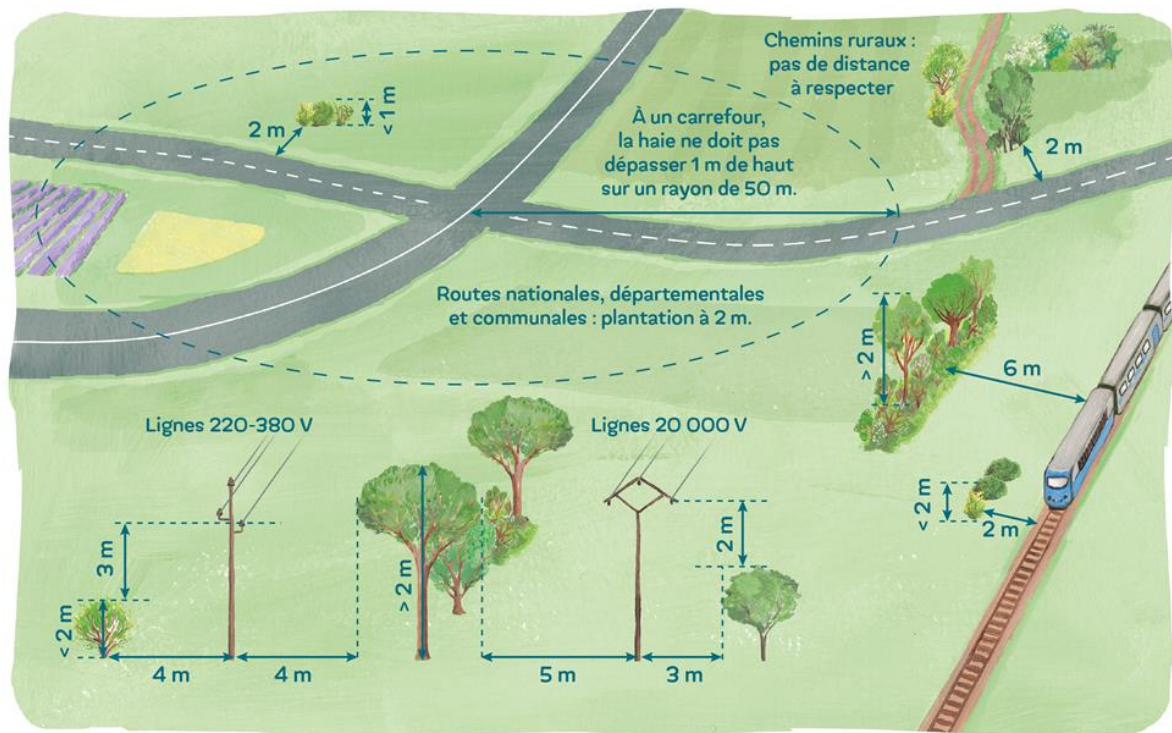 Chemins ruraux :
pas de distance
à respecter
< 1 m
2 m
À un carrefour,
la haie ne doit pas
dépasser 1 m de haut
sur un rayon de 50 m.
2 m
Routes nationales, départementales
et communales : plantation à 2 m.
> 2 m
6 m
Lignes 220-380 V
Lignes 20 000 V
< 2 m
2 m
3 m
< 2 m
4 m
4 m
> 2 m
5 m
2 m
3 m